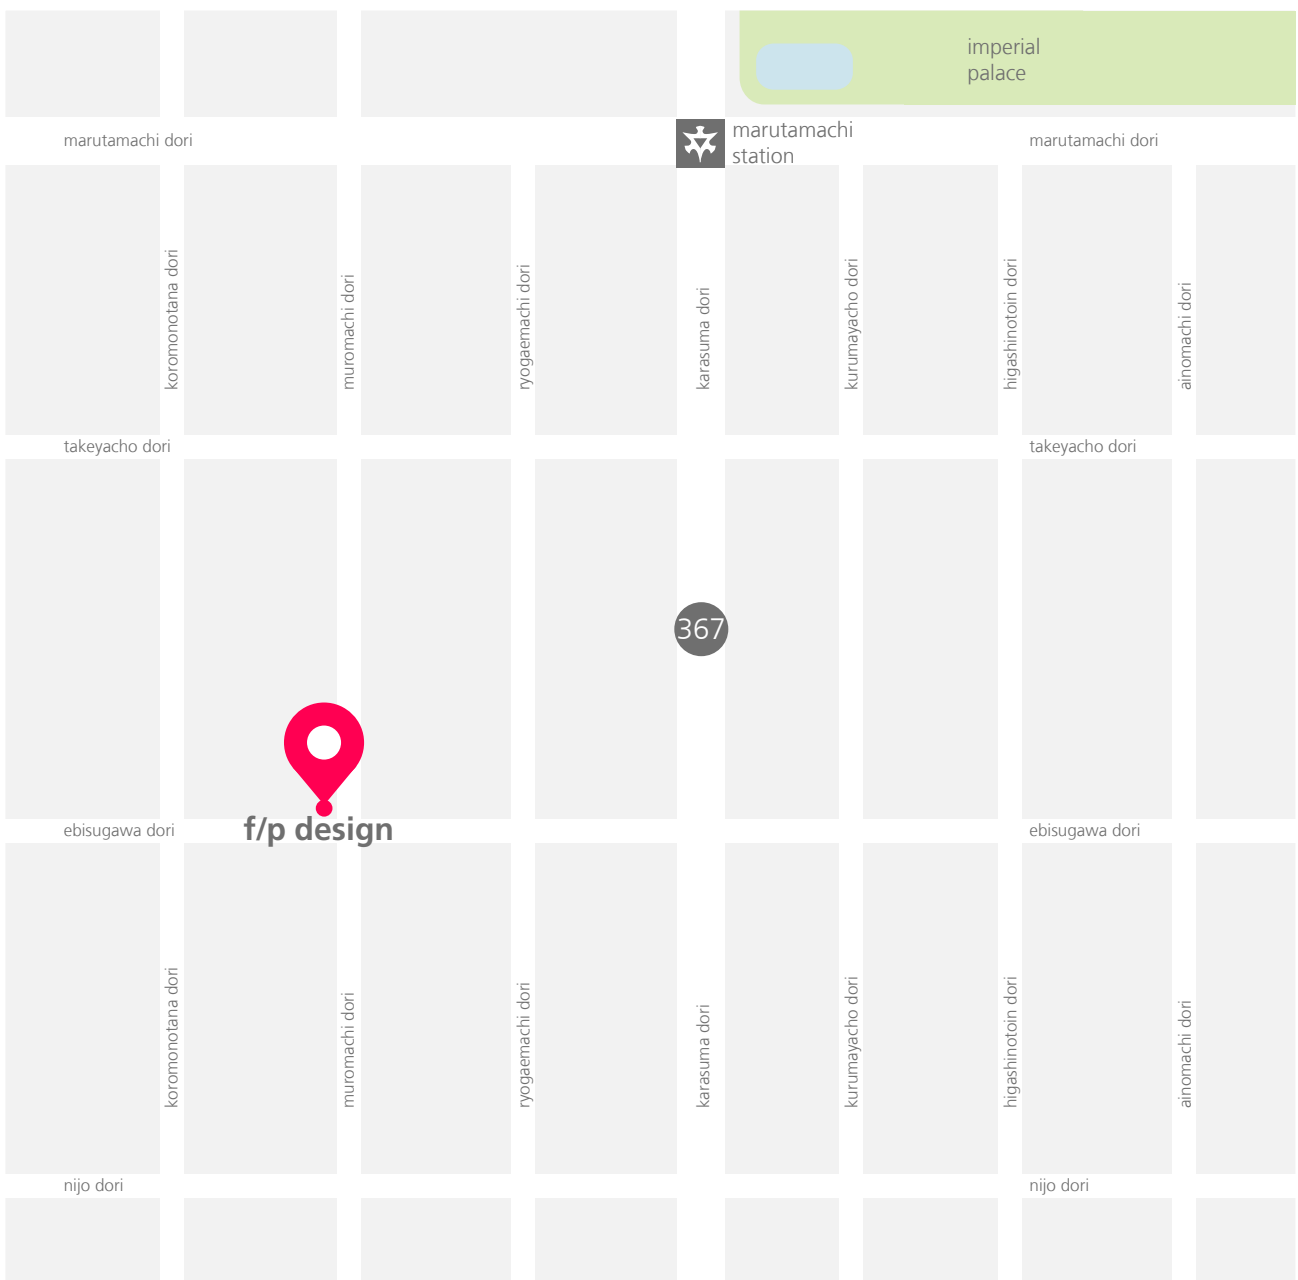 imperial
palace
marutamachi dori
marutamachi
station
marutamachi dori
koromonotana dori
muromachi dori
ryogaemachi dori
karasuma dori
kurumayacho dori
higashinotoin dori
ainomachi dori
takeyacho dori
takeyacho dori
367
ebisugawa dori
f/p design
ebisugawa dori
koromonotana dori
muromachi dori
ryogaemachi dori
karasuma dori
kurumayacho dori
higashinotoin dori
ainomachi dori
nijo dori
nijo dori